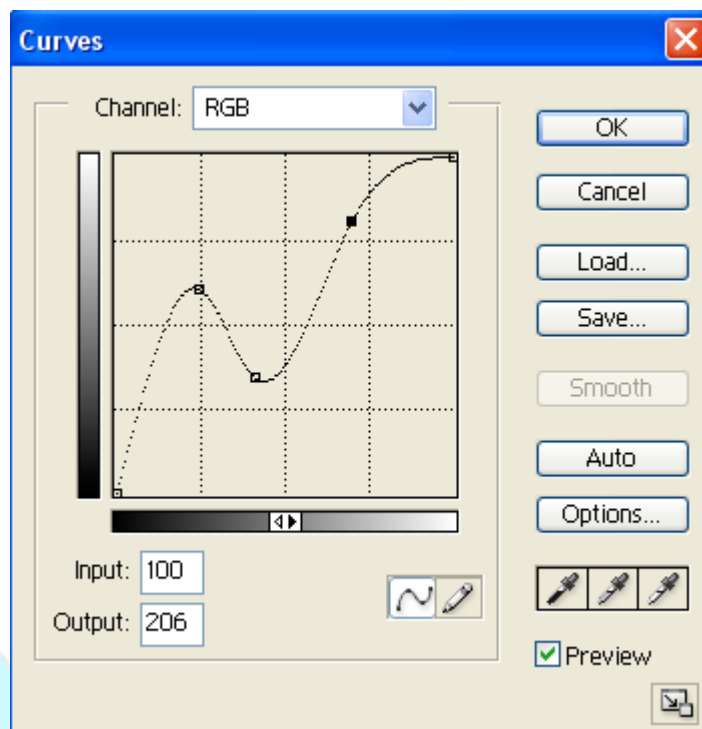 Curves
Channel: RGB
OK
Cancel
Load...
Save...
Smooth
Auto
Options...
Input: 100
Output: 206
Preview